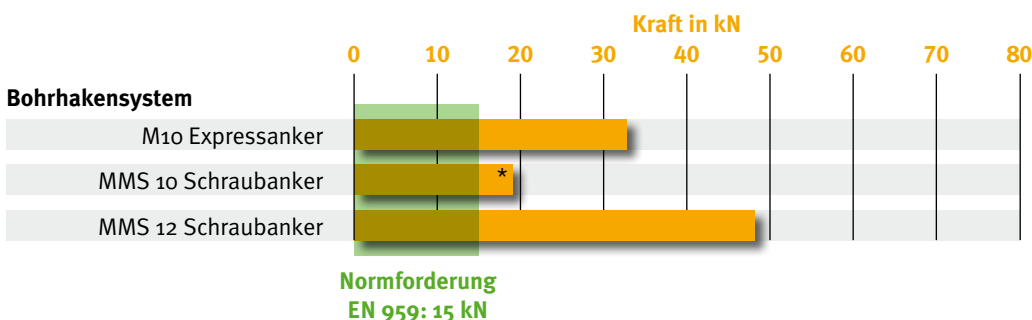 Kraft in kN
0 10 20 30 40 50 60 70 80
Bohrhakensystem
M10 Expressanker
MMS 10 Schraubanker
*
MMS 12 Schraubanker
Normforderung
EN 959: 15 kN